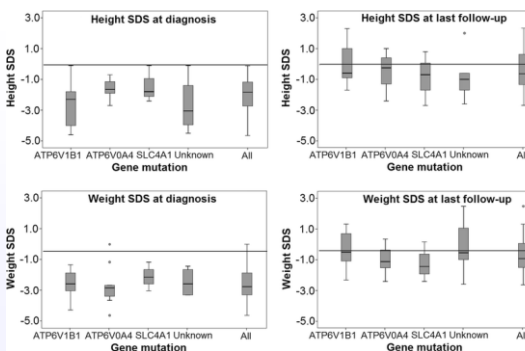 Height SDS at diagnosis
3.0
1.0
-1.0
-3.0
-5.0
Height SDS
ATP6V1B1 ATP6V0A4 SLC4A1 Unknown All
Gene mutation
Height SDS at last follow-up
3.0
1.0
-1.0
-3.0
-5.0
Height SDS
ATP6V1B1 ATP6V0A4 SLC4A1 Unknown All
Gene mutation
Weight SDS at diagnosis
3.0
1.0
-1.0
-3.0
-5.0
Weight SDS
ATP6V1B1 ATP6V0A4 SLC4A1 Unknown All
Gene mutation
Weight SDS at last follow-up
3.0
1.0
-1.0
-3.0
-5.0
Weight SDS
ATP6V1B1 ATP6V0A4 SLC4A1 Unknown All
Gene mutation